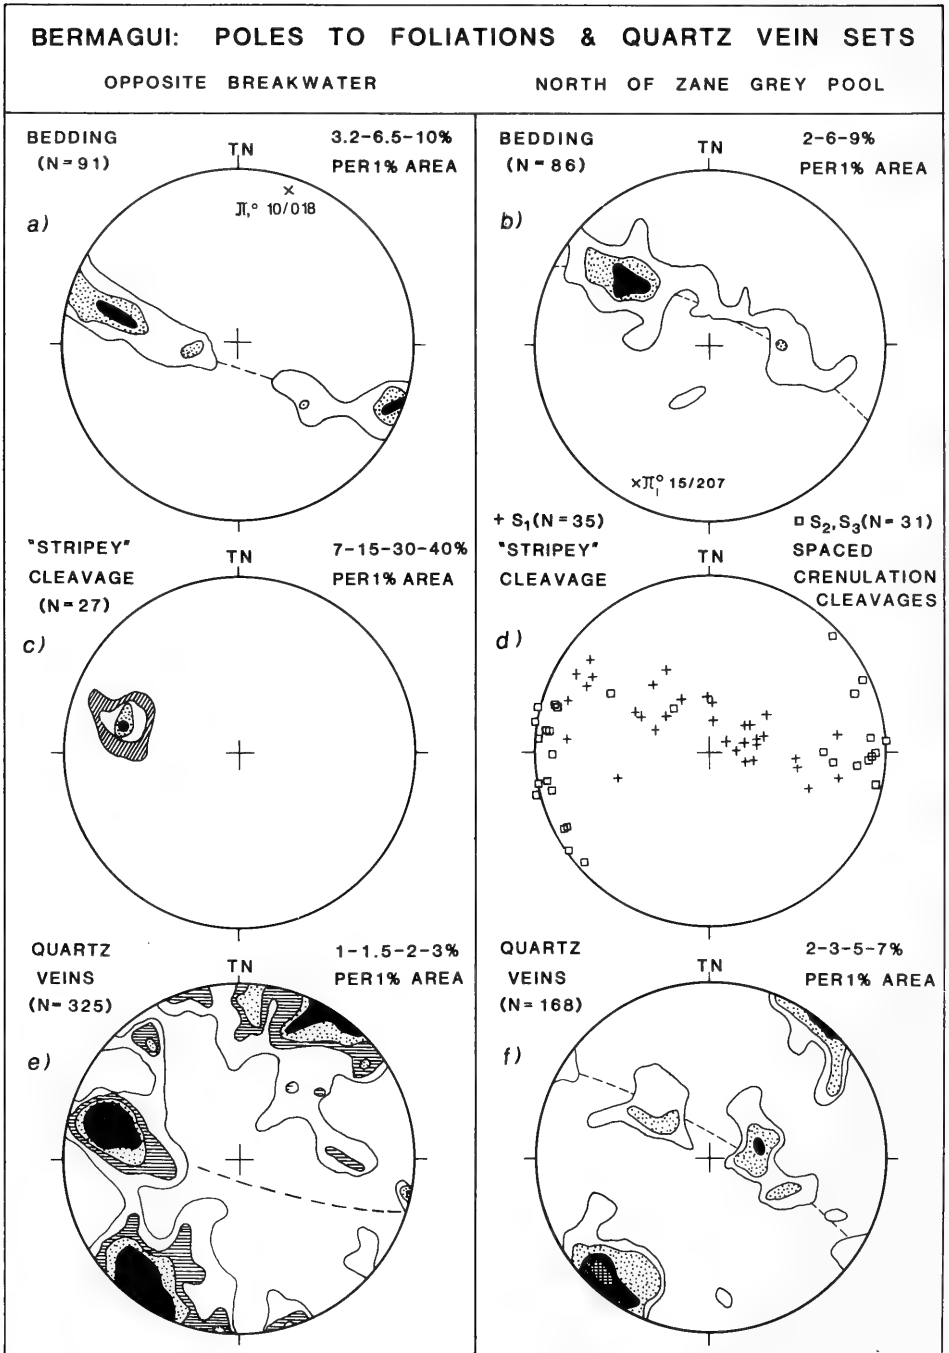 BERMAGUI: POLES TO FOLIATIONS & QUARTZ VEIN SETS
OPPOSITE BREAKWATER
NORTH OF ZANE GREY POOL
BEDDING
(N=91)
TN
3.2-6.5-10%
PER 1% AREA
a)
×
π₁° 10/018
BEDDING
(N=86)
TN
2-6-9%
PER 1% AREA
b)
×π₁° 15/207
"STRIPEY"
CLEAVAGE
(N=27)
TN
7-15-30-40%
PER 1% AREA
c)
+ S₁(N=35)
"STRIPEY"
CLEAVAGE
TN
□ S₂,S₃(N=31)
SPACED
CRENULATION
CLEAVAGES
d)
QUARTZ
VEINS
(N=325)
TN
1-1.5-2-3%
PER 1% AREA
e)
QUARTZ
VEINS
(N=168)
TN
2-3-5-7%
PER 1% AREA
f)